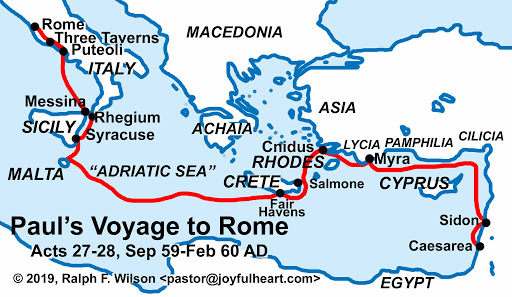 Rome
Three Taverns
Puteoli
ITALY
MACEDONIA
ASIA
Messina
Rhegium
SICILY
Syracuse
ACHAIA
Cnidus
LYCIA
PAMPHILIA
CILICIA
RHODES
Myra
MALTA
"ADRIATIC SEA"
CRETE
Salmone
CYPRUS
Fair
Havens
Sidon
Caesarea
Paul's Voyage to Rome
Acts 27-28, Sep 59-Feb 60 AD
© 2019, Ralph F. Wilson <pastor@joyfulheart.com>
EGYPT